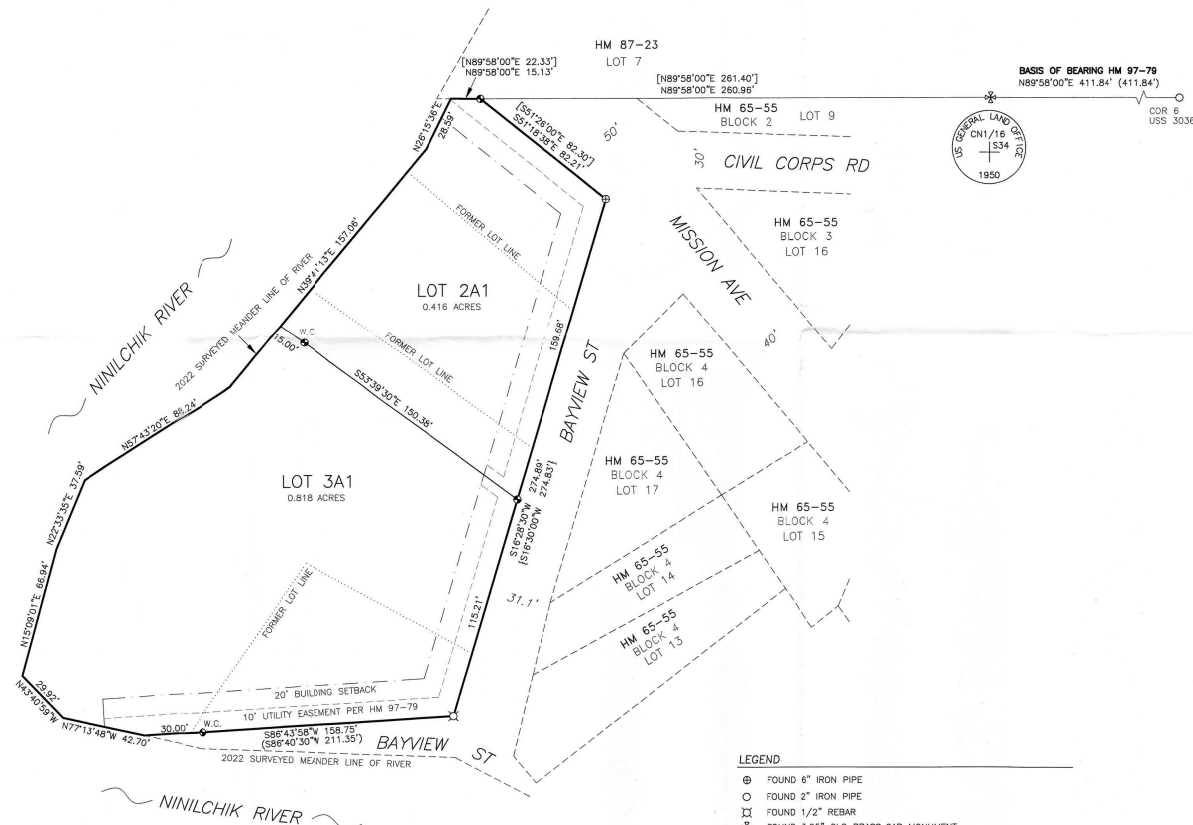 HM 87-23
LOT 7
[N89°58'00"E 22.33']
N89°58'00"E 15.13'
[N89°58'00"E 261.40']
N89°58'00"E 260.96'
BASIS OF BEARING HM 97-79
N89°58'00"E 411.84' (411.84')
COR 6
USS 3036
US GENERAL LAND OFFICE
CN1/16
S34
1950
HM 65-55
BLOCK 2
LOT 9
[S51°26'00"E 82.30']
S51°18'38"E 82.21'
50'
30'
CIVIL CORPS RD
N26°15'36"E
28.59'
HM 65-55
BLOCK 3
LOT 16
MISSION AVE
40'
FORMER LOT LINE
N39°41'13"E 157.06'
2022 SURVEYED MEANDER LINE OF RIVER
NINILCHIK RIVER
LOT 2A1
0.416 ACRES
159.68'
FORMER LOT LINE
W.C.
15.00'
S53°39'30"E 150.38'
BAYVIEW ST
HM 65-55
BLOCK 4
LOT 16
N57°43'20"E 88.24'
HM 65-55
BLOCK 4
LOT 17
LOT 3A1
0.818 ACRES
S16°28'30"W 274.89'
[S16°30'00"W 274.83']
HM 65-55
BLOCK 4
LOT 15
N22°33'35"E 37.59'
HM 65-55
BLOCK 4
LOT 14
N15°09'01"E 66.94'
FORMER LOT LINE
31.1'
115.21'
HM 65-55
BLOCK 4
LOT 13
29.92'
N43°40'59"W
N77°13'48"W 42.70'
20' BUILDING SETBACK
10' UTILITY EASEMENT PER HM 97-79
30.00'
W.C.
S86°43'58"W 158.75'
(S86°40'30"W 211.35')
BAYVIEW ST
2022 SURVEYED MEANDER LINE OF RIVER
NINILCHIK RIVER
LEGEND
FOUND 6" IRON PIPE
FOUND 2" IRON PIPE
FOUND 1/2" REBAR